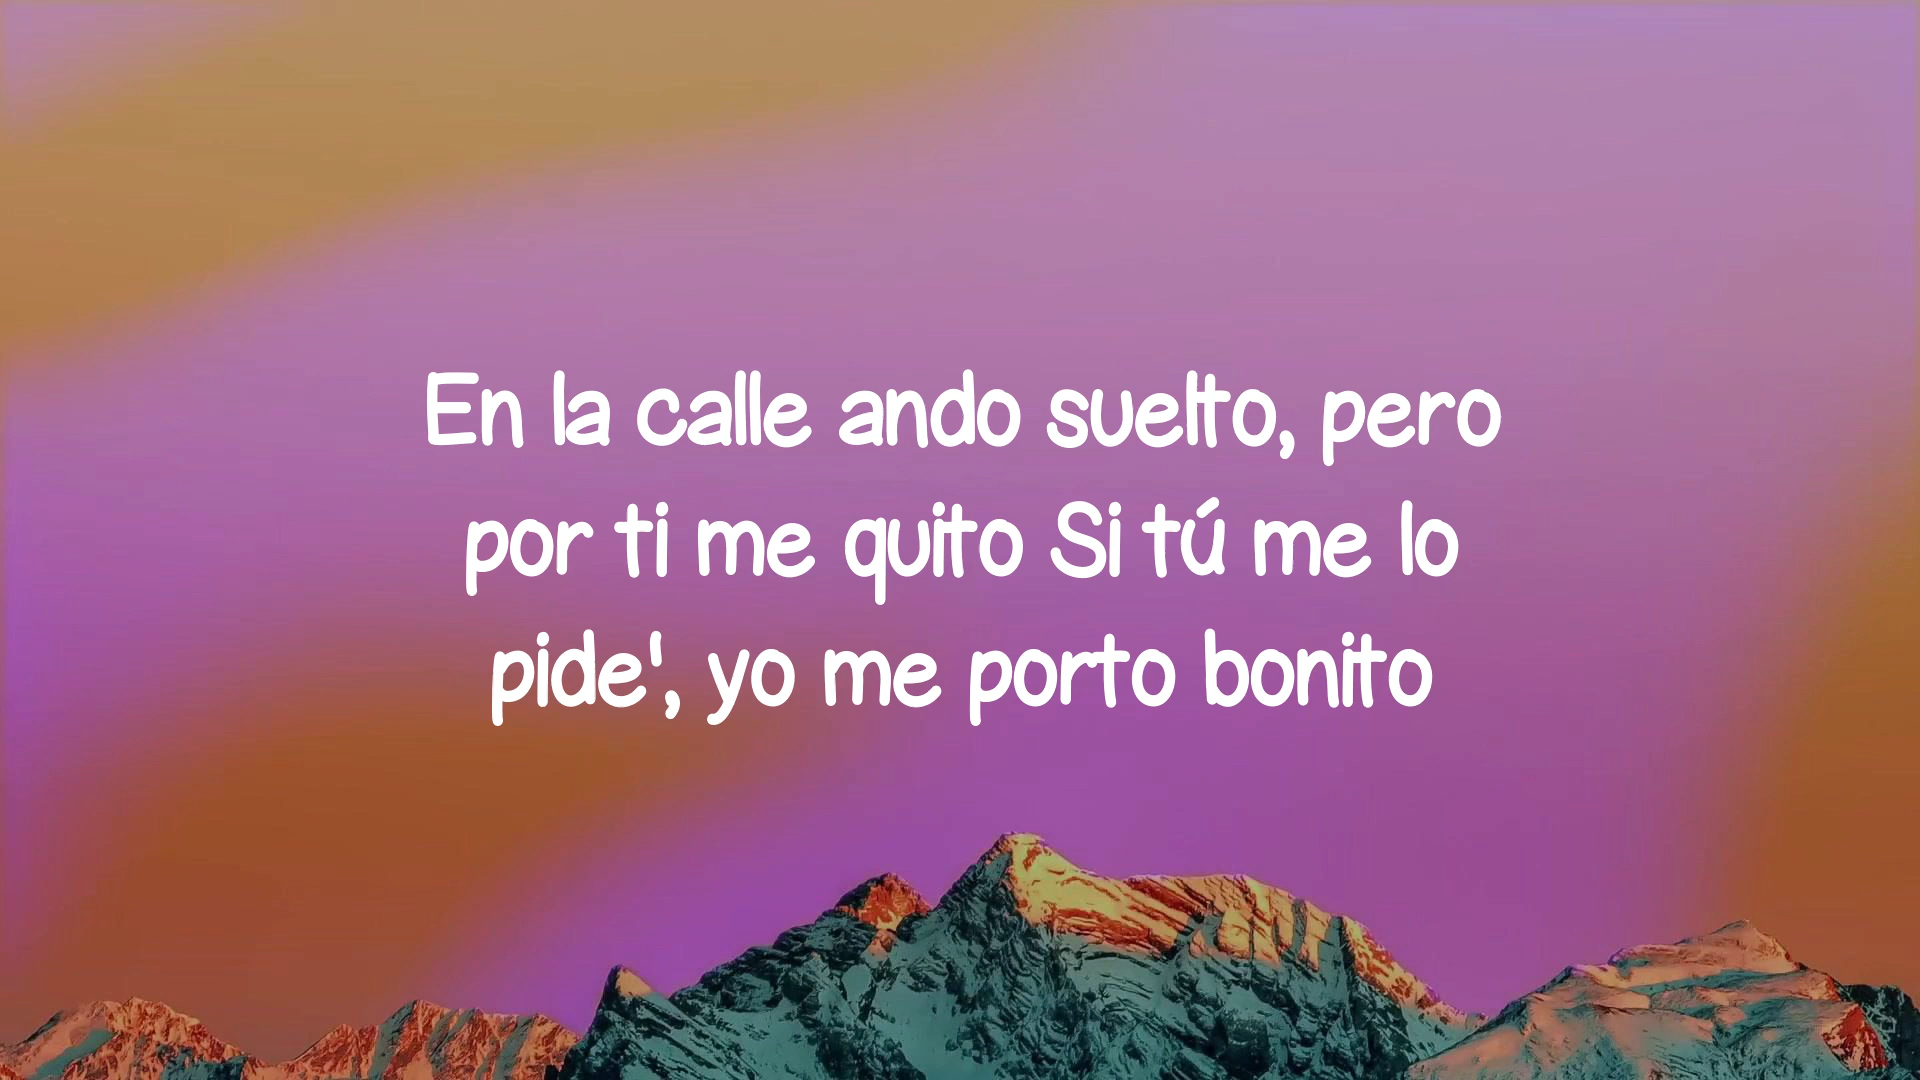 En la calle ando suelto, pero
por ti me quito Si tú me lo
pide', yo me porto bonito